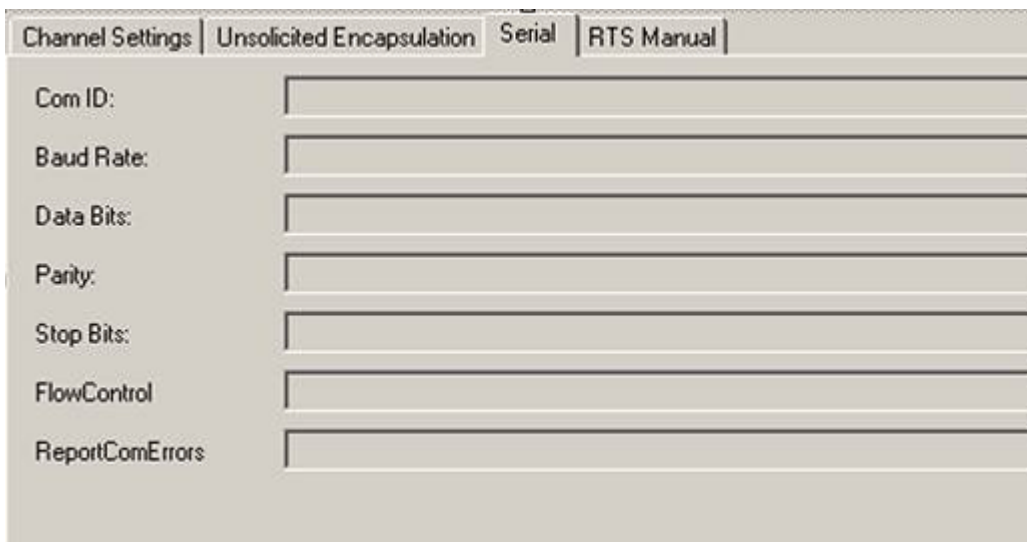 Channel Settings Unsolicited Encapsulation Serial RTS Manual
Com ID:
Baud Rate:
Data Bits:
Parity:
Stop Bits:
FlowControl
ReportComErrors